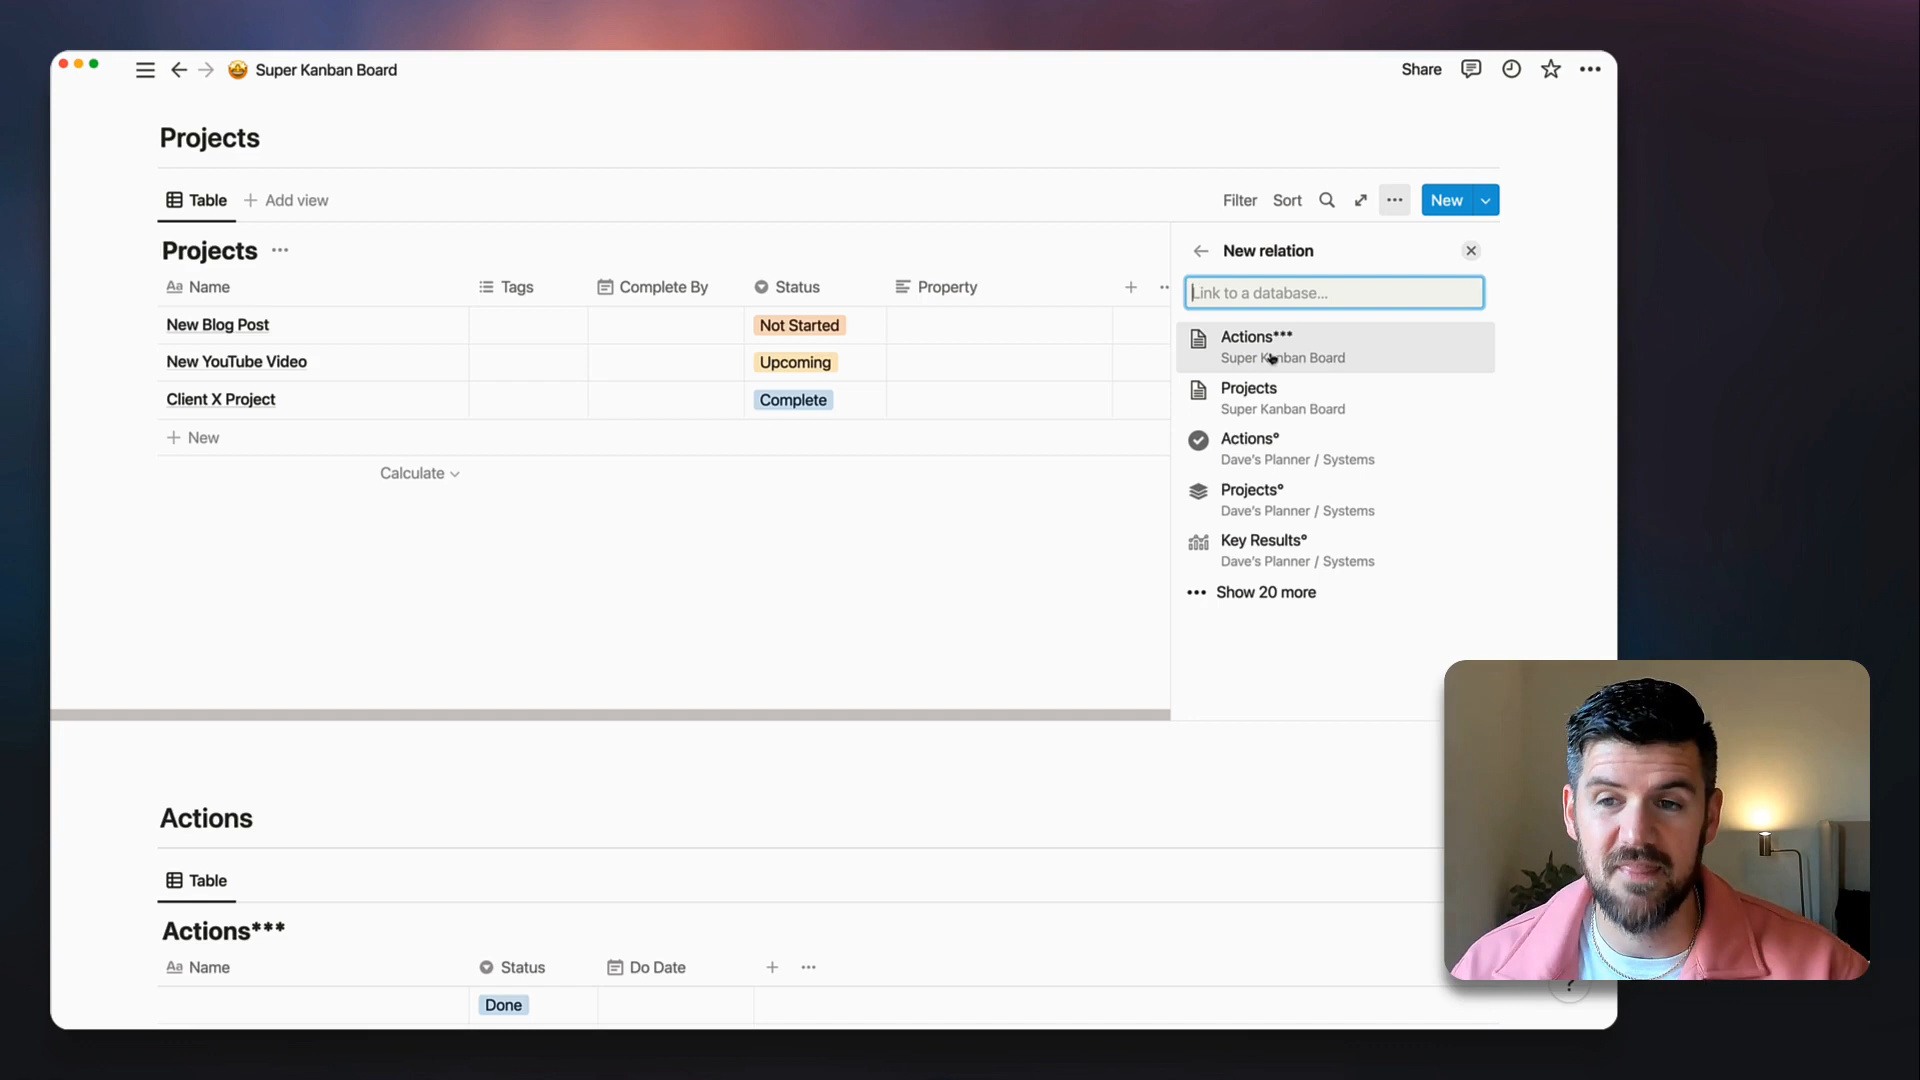 Super Kanban Board
Share
Projects
Table
Add view
Filter
Sort
New
Projects
Aa Name
Tags
Complete By
Status
Property
New Blog Post
Not Started
New YouTube Video
Upcoming
Client X Project
Complete
New
Calculate
New relation
Link to a database...
Actions***
Super Kanban Board
Projects
Super Kanban Board
Actions°
Dave's Planner / Systems
Projects°
Dave's Planner / Systems
Key Results°
Dave's Planner / Systems
Show 20 more
Actions
Table
Actions***
Aa Name
Status
Do Date
Done
?